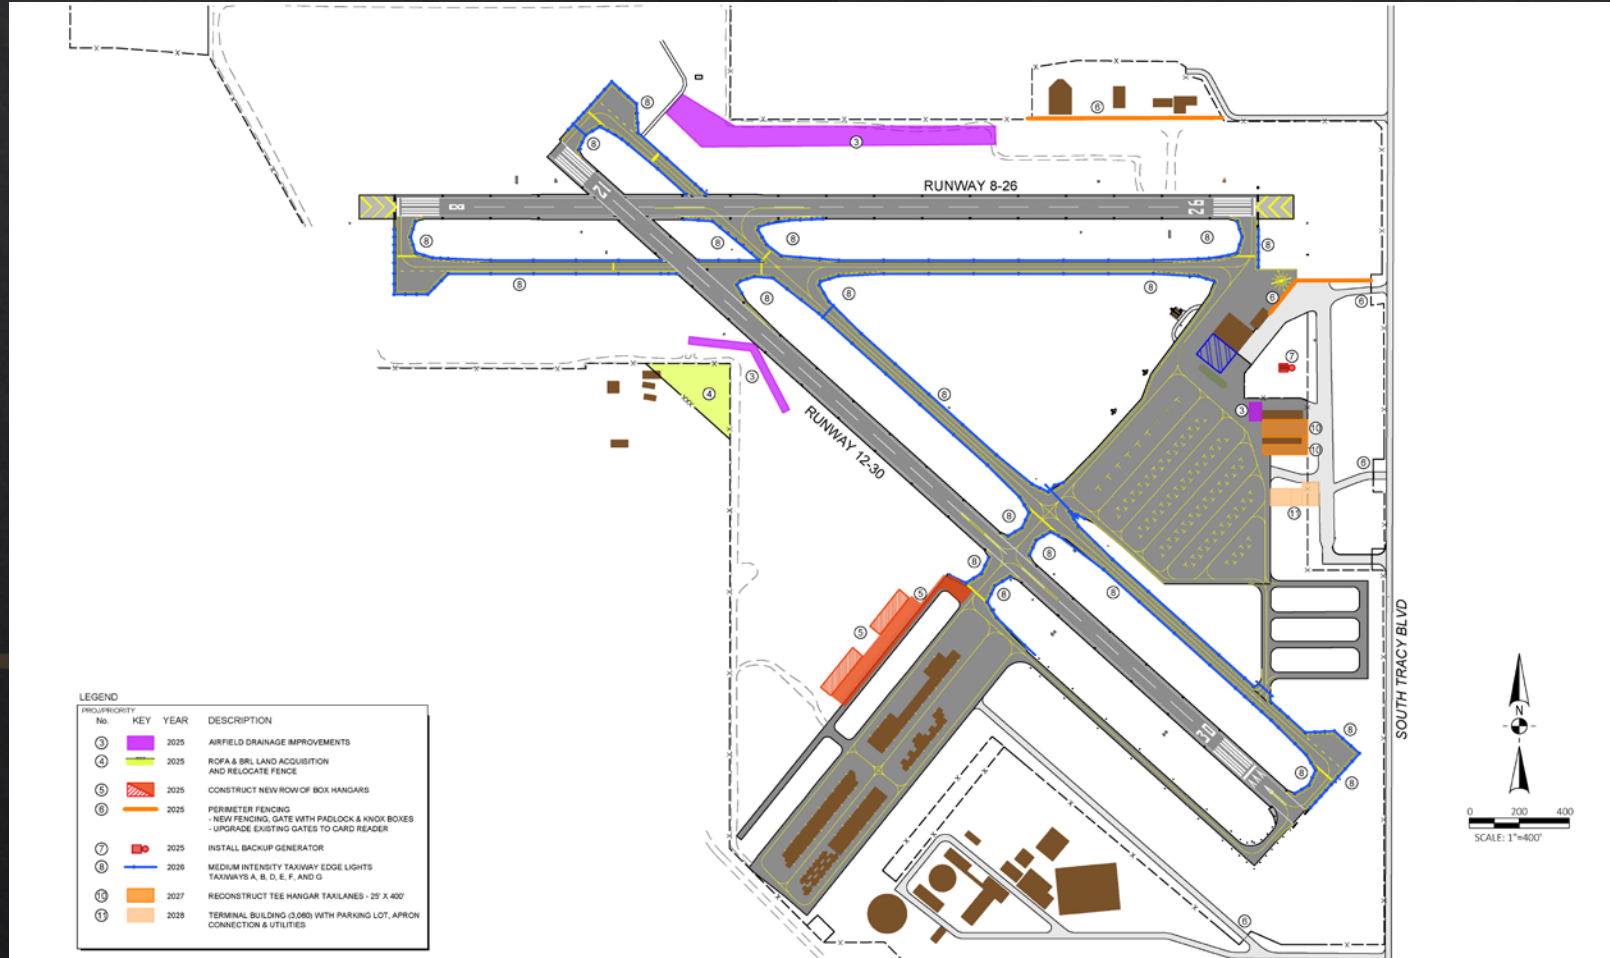 RUNWAY 8-26
RUNWAY 12-30
SOUTH TRACY BLVD
8
26
12
30
LEGEND
PROJ/PRIORITY
No. KEY YEAR DESCRIPTION
3 2025 AIRFIELD DRAINAGE IMPROVEMENTS
4 2025 ROFA & BRL LAND ACQUISITION
AND RELOCATE FENCE
5 2025 CONSTRUCT NEW ROW OF BOX HANGARS
6 2025 PERIMETER FENCING
- NEW FENCING, GATE WITH PADLOCK & KNOX BOXES
- UPGRADE EXISTING GATES TO CARD READER
7 2025 INSTALL BACKUP GENERATOR
8 2026 MEDIUM INTENSITY TAXIWAY EDGE LIGHTS
TAXIWAYS A, B, D, E, F, AND G
10 2027 RECONSTRUCT TEE HANGAR TAXILANES - 25' X 400'
11 2028 TERMINAL BUILDING (3,060) WITH PARKING LOT, APRON
CONNECTION & UTILITIES
N
0 200 400
SCALE: 1"=400'